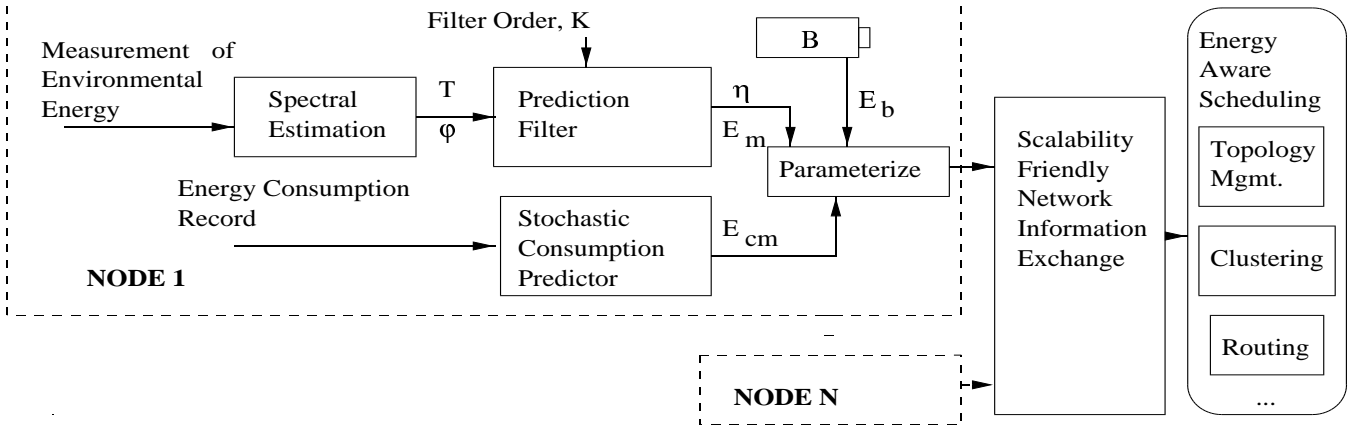 Filter Order, K
Measurement of
Environmental
Energy
Spectral
Estimation
T
φ
Prediction
Filter
η
E m
B
E b
Parameterize
Energy Consumption
Record
Stochastic
Consumption
Predictor
E cm
NODE 1
NODE N
Scalability
Friendly
Network
Information
Exchange
Energy
Aware
Scheduling
Topology
Mgmt.
Clustering
Routing
...